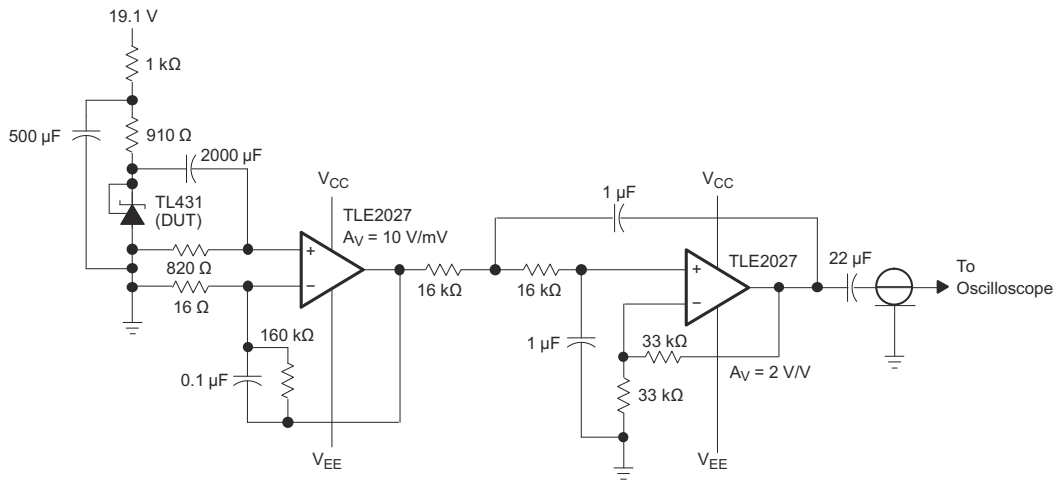 19.1 V
1 kΩ
500 µF
910 Ω
2000 µF
TL431
(DUT)
820 Ω
16 Ω
160 kΩ
0.1 µF
VCC
TLE2027
AV = 10 V/mV
VEE
16 kΩ
16 kΩ
1 µF
1 µF
VCC
TLE2027
33 kΩ
AV = 2 V/V
33 kΩ
VEE
22 µF
To
Oscilloscope